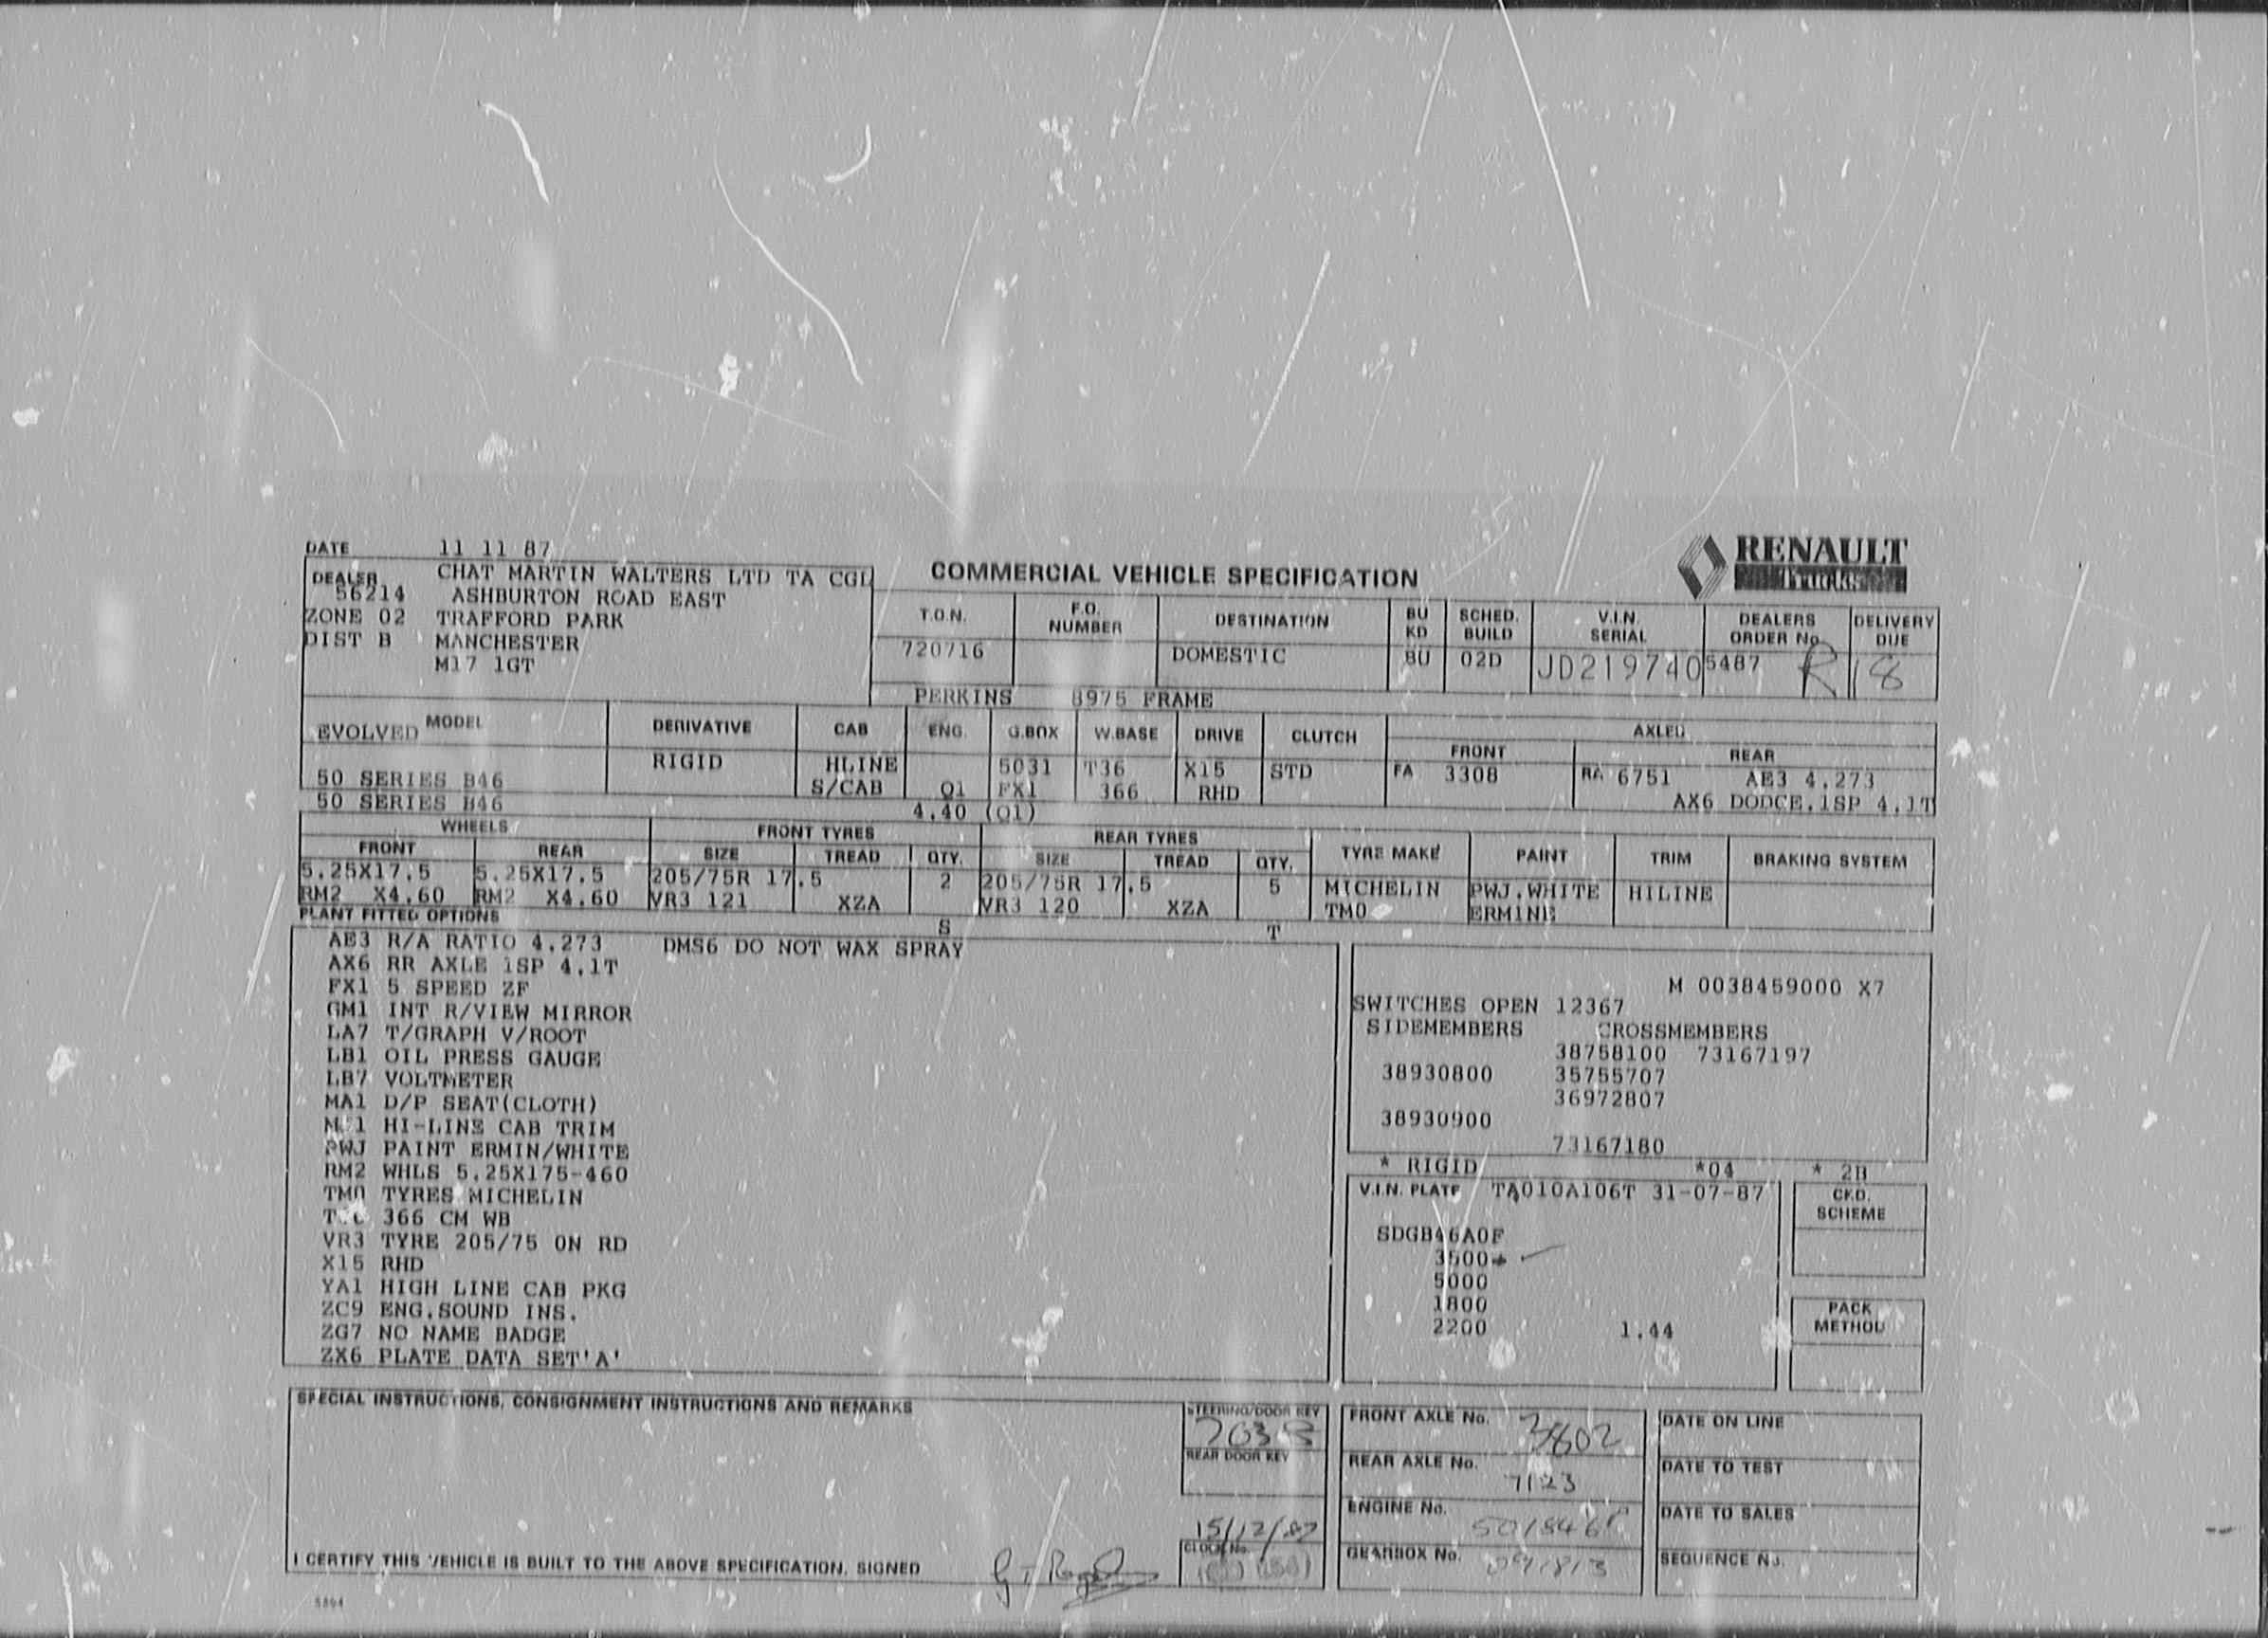 DATE 11 11 87
RENAULT
TRUCKS
COMMERCIAL VEHICLE SPECIFICATION
DEALER CHAT MARTIN WALTERS LTD TA CGL
56214 ASHBURTON ROAD EAST
ZONE 02 TRAFFORD PARK
DIST B MANCHESTER
M17 1GT
T.O.N. F.O. NUMBER DESTINATION BU KD SCHED. BUILD V.I.N. SERIAL DEALERS ORDER No DELIVERY DUE
720716 DOMESTIC BU 02D JD219740 5487 R 18
PERKINS 8975 FRAME
EVOLVED MODEL DERIVATIVE CAB ENG. G.BOX W.BASE DRIVE CLUTCH AXLED
FRONT REAR
RIGID HLINE 5031 T36 X15 STD FA 3308 RA 6751 AE3 4.273
50 SERIES B46 S/CAB Q1 FX1 366 RHD
50 SERIES B46 4.40 (Q1) AX6 DODCE.1SP 4.1T
WHEELS FRONT TYRES REAR TYRES TYRE MAKE PAINT TRIM BRAKING SYSTEM
FRONT REAR SIZE TREAD QTY. SIZE TREAD QTY.
5.25X17.5 5.25X17.5 205/75R 17.5 2 205/75R 17.5 5 MICHELIN PWJ.WHITE HILINE
RM2 X4.60 RM2 X4.60 VR3 121 XZA VR3 120 XZA TM0 ERMINE
PLANT FITTED OPTIONS S T
AE3 R/A RATIO 4.273 DMS6 DO NOT WAX SPRAY
AX6 RR AXLE 1SP 4.1T
FX1 5 SPEED ZF
GM1 INT R/VIEW MIRROR
LA7 T/GRAPH V/ROOT
LB1 OIL PRESS GAUGE
LB7 VOLTMETER
MA1 D/P SEAT(CLOTH)
HI-LINE CAB TRIM
PWJ PAINT ERMIN/WHITE
RM2 WHLS 5.25X175-460
TM0 TYRES MICHELIN
366 CM WB
VR3 TYRE 205/75 ON RD
X15 RHD
YA1 HIGH LINE CAB PKG
ZC9 ENG.SOUND INS.
ZG7 NO NAME BADGE
ZX6 PLATE DATA SET'A'
M 0038459000 X7
SWITCHES OPEN 12367
SIDEMEMBERS CROSSMEMBERS
38758100 73167197
38930800 35755707
36972807
38930900
73167180
* RIGID *04 * 2B
V.I.N. PLATE TA010A106T 31-07-87
SDGB46A0F
3500*
5000
1800
2200 1.44
C.K.D. SCHEME
PACK METHOD
SPECIAL INSTRUCTIONS, CONSIGNMENT INSTRUCTIONS AND REMARKS
STEERING/DOOR KEY
REAR DOOR KEY
15/12/87
CLOCK No.
FRONT AXLE No. 3802
REAR AXLE No. 7123
ENGINE No.
GEARBOX No.
DATE ON LINE
DATE TO TEST
DATE TO SALES
SEQUENCE No.
I CERTIFY THIS VEHICLE IS BUILT TO THE ABOVE SPECIFICATION. SIGNED